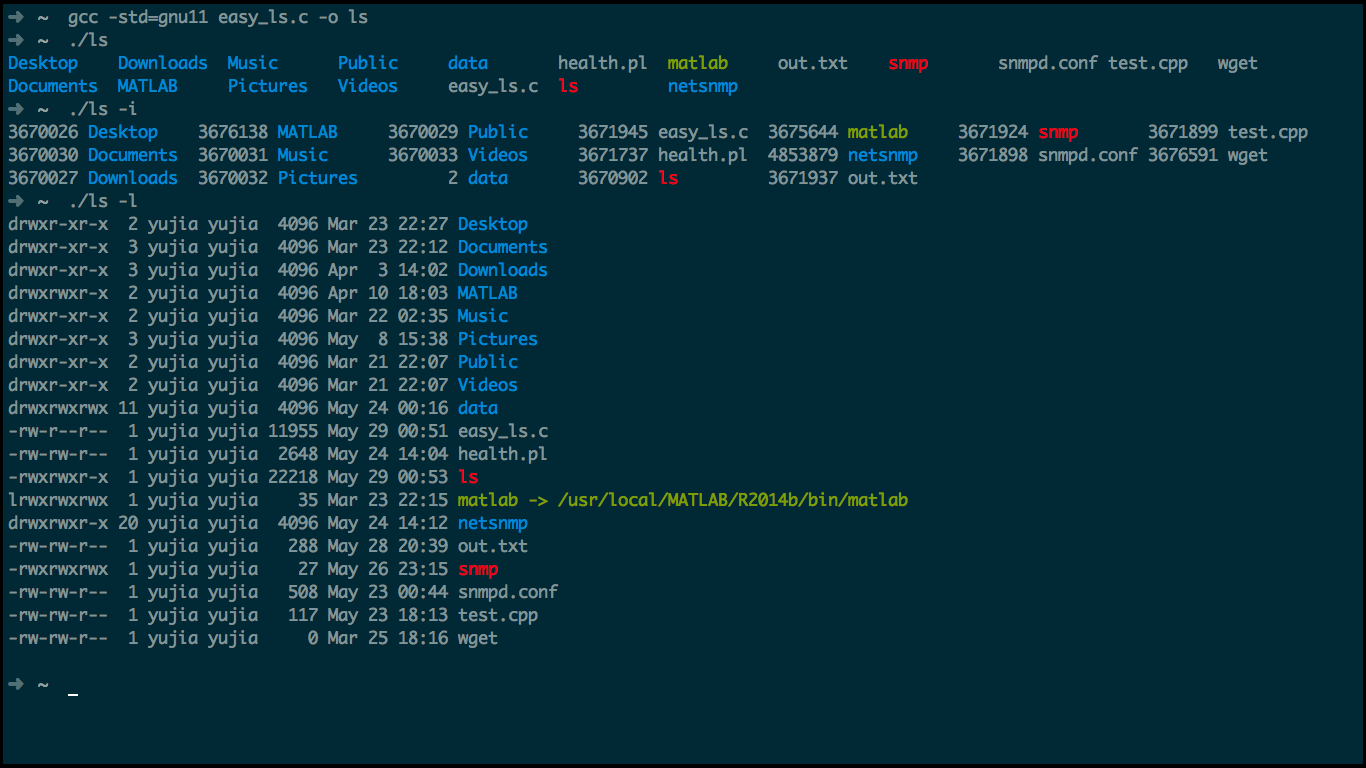 ➜ ~ gcc -std=gnu11 easy_ls.c -o ls
➜ ~ ./ls
Desktop Downloads Music Public data health.pl matlab out.txt snmp snmpd.conf test.cpp wget
Documents MATLAB Pictures Videos easy_ls.c ls netsnmp
➜ ~ ./ls -i
3670026 Desktop 3676138 MATLAB 3670029 Public 3671945 easy_ls.c 3675644 matlab 3671924 snmp 3671899 test.cpp
3670030 Documents 3670031 Music 3670033 Videos 3671737 health.pl 4853879 netsnmp 3671898 snmpd.conf 3676591 wget
3670027 Downloads 3670032 Pictures 2 data 3670902 ls 3671937 out.txt
➜ ~ ./ls -l
drwxr-xr-x 2 yujia yujia 4096 Mar 23 22:27 Desktop
drwxr-xr-x 3 yujia yujia 4096 Mar 23 22:12 Documents
drwxr-xr-x 3 yujia yujia 4096 Apr 3 14:02 Downloads
drwxrwxr-x 2 yujia yujia 4096 Apr 10 18:03 MATLAB
drwxr-xr-x 2 yujia yujia 4096 Mar 22 02:35 Music
drwxr-xr-x 3 yujia yujia 4096 May 8 15:38 Pictures
drwxr-xr-x 2 yujia yujia 4096 Mar 21 22:07 Public
drwxr-xr-x 2 yujia yujia 4096 Mar 21 22:07 Videos
drwxrwxrwx 11 yujia yujia 4096 May 24 00:16 data
-rw-r--r-- 1 yujia yujia 11955 May 29 00:51 easy_ls.c
-rw-rw-r-- 1 yujia yujia 2648 May 24 14:04 health.pl
-rwxrwxr-x 1 yujia yujia 22218 May 29 00:53 ls
lrwxrwxrwx 1 yujia yujia 35 Mar 23 22:15 matlab -> /usr/local/MATLAB/R2014b/bin/matlab
drwxrwxr-x 20 yujia yujia 4096 May 24 14:12 netsnmp
-rw-rw-r-- 1 yujia yujia 288 May 28 20:39 out.txt
-rwxrwxrwx 1 yujia yujia 27 May 26 23:15 snmp
-rw-rw-r-- 1 yujia yujia 508 May 23 00:44 snmpd.conf
-rw-rw-r-- 1 yujia yujia 117 May 23 18:13 test.cpp
-rw-rw-r-- 1 yujia yujia 0 Mar 25 18:16 wget
➜ ~ _